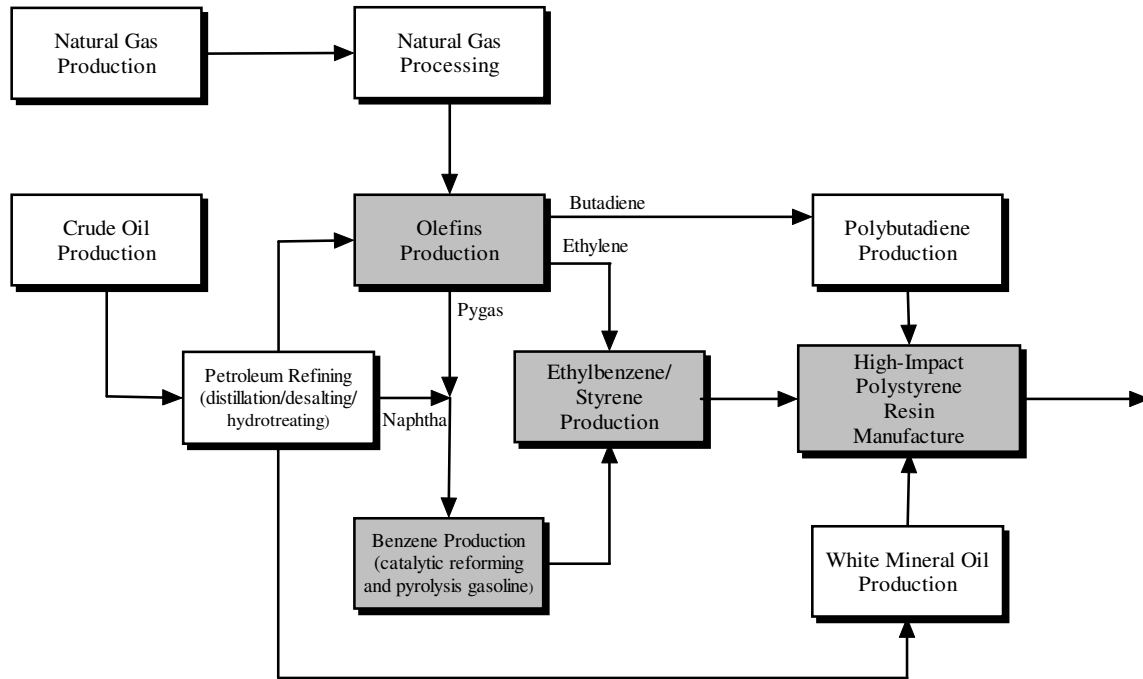 Natural Gas
Production
Natural Gas
Processing
Crude Oil
Production
Olefins
Production
Butadiene
Ethylene
Polybutadiene
Production
Pygas
Petroleum Refining
(distillation/desalting/
hydrotreating)
Naphtha
Ethylbenzene/
Styrene
Production
High-Impact
Polystyrene
Resin
Manufacture
Benzene Production
(catalytic reforming
and pyrolysis gasoline)
White Mineral Oil
Production